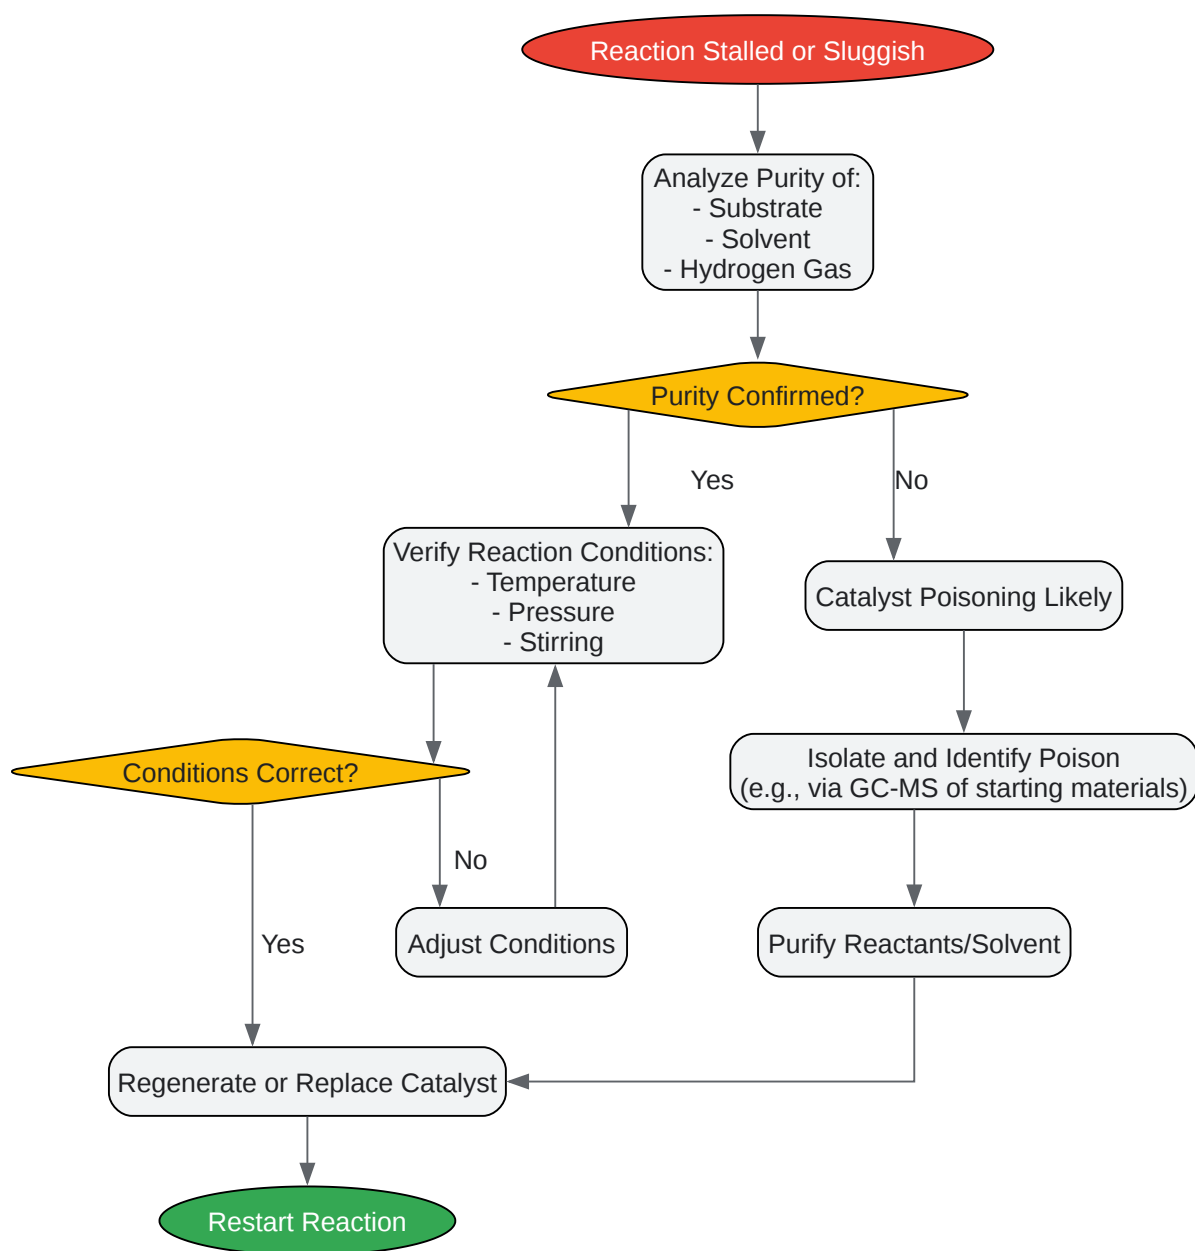 Reaction Stalled or Sluggish
Analyze Purity of:
- Substrate
- Solvent
- Hydrogen Gas
Purity Confirmed?
Yes
No
Verify Reaction Conditions:
- Temperature
- Pressure
- Stirring
Catalyst Poisoning Likely
Conditions Correct?
Isolate and Identify Poison
(e.g., via GC-MS of starting materials)
No
Yes
Adjust Conditions
Purify Reactants/Solvent
Regenerate or Replace Catalyst
Restart Reaction